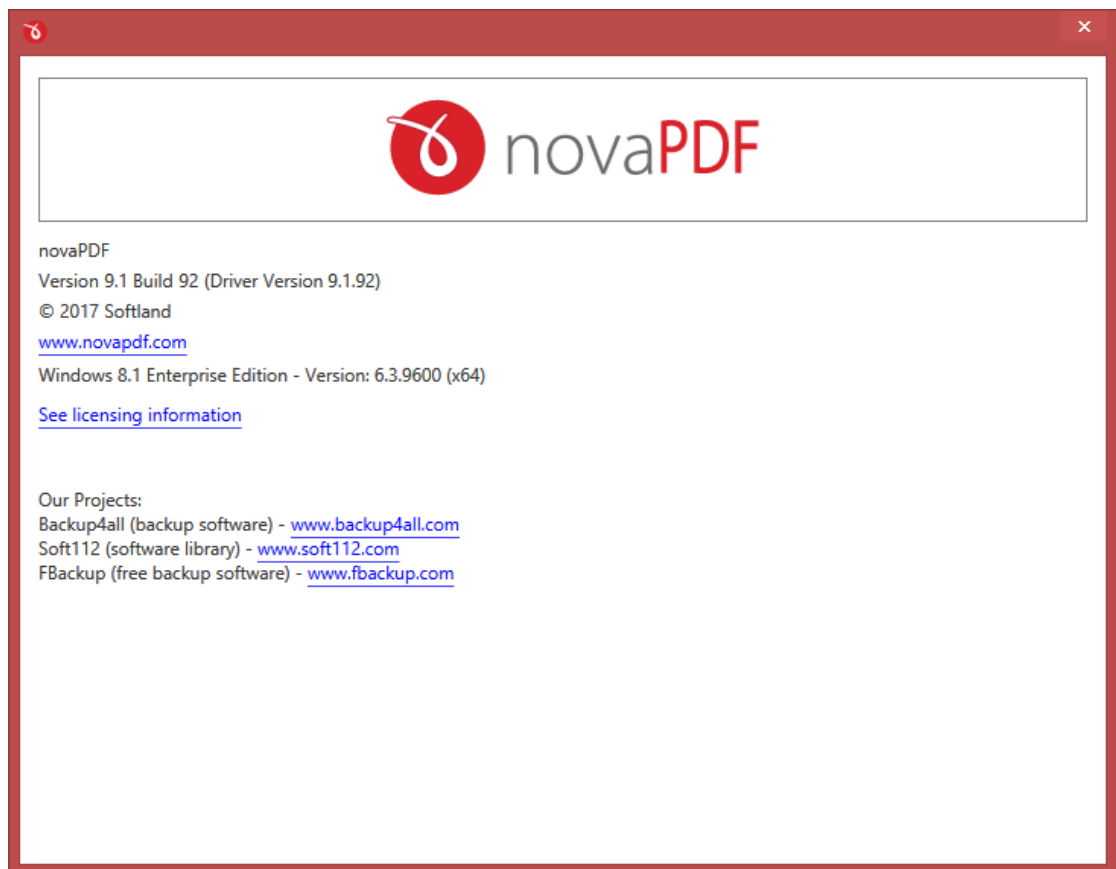 novaPDF
novaPDF
Version 9.1 Build 92 (Driver Version 9.1.92)
© 2017 Softland
www.novapdf.com
Windows 8.1 Enterprise Edition - Version: 6.3.9600 (x64)
See licensing information
Our Projects:
Backup4all (backup software) - www.backup4all.com
Soft112 (software library) - www.soft112.com
FBackup (free backup software) - www.fbackup.com